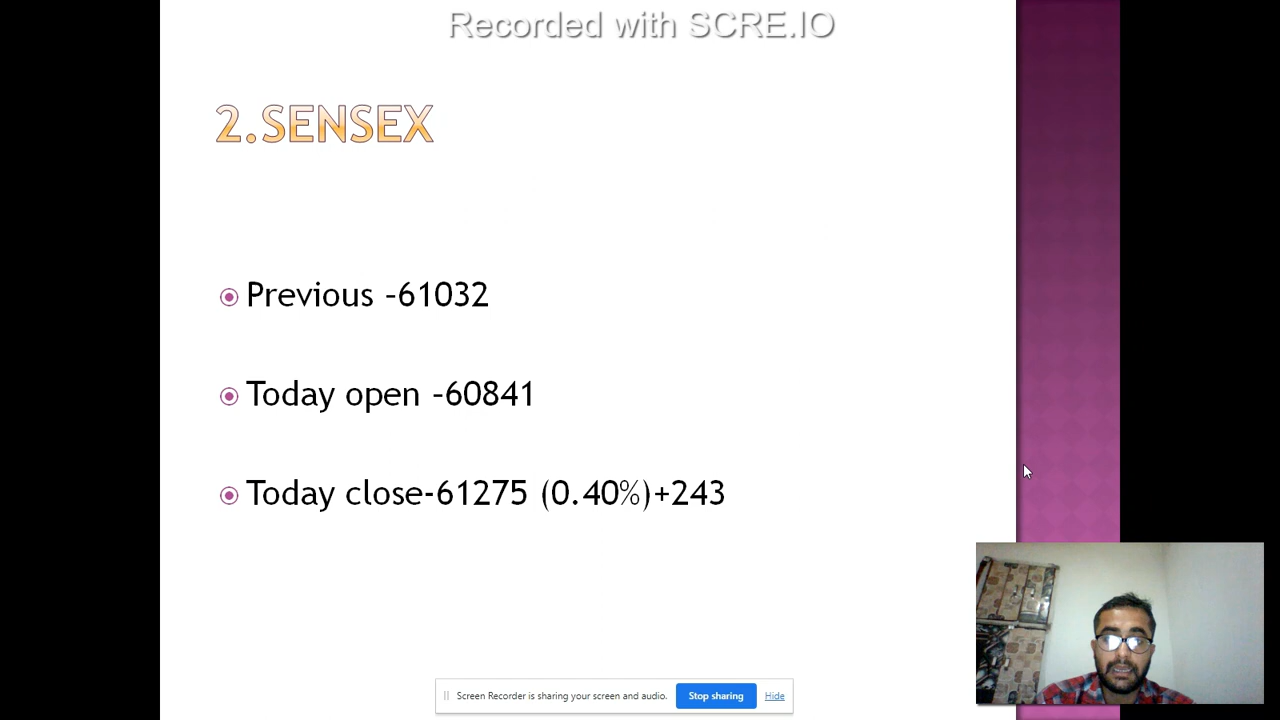 Recorded with SCRE.IO
2.SENSEX
Previous -61032
Today open -60841
Today close-61275 (0.40%)+243
Screen Recorder is sharing your screen and audio. Stop sharing Hide